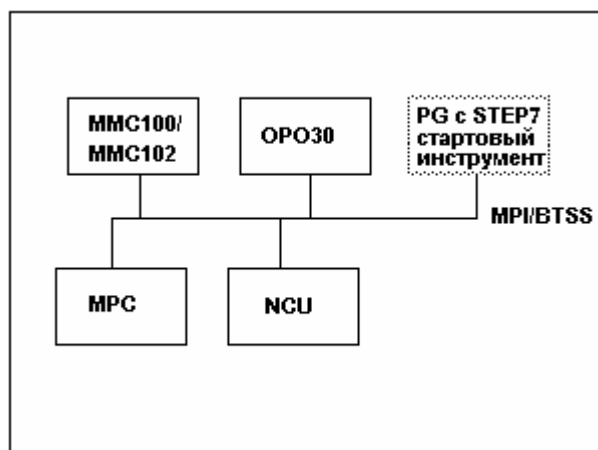 MMC100/
MMC102
OPO30
PG с STEP7
стартовый
инструмент
MPI/BTSS
MPC
NCU